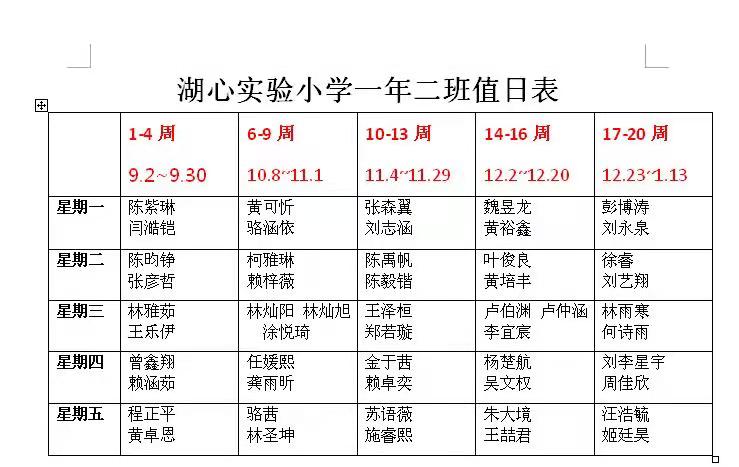 湖心实验小学一年二班值日表
1-4 周 6-9 周 10-13 周 14-16 周 17-20 周
9.2~9.30 10.8~11.1 11.4~11.29 12.2~12.20 12.23~1.13
星期一 陈紫琳 黄可忻 张森翼 魏昱龙 彭博涛
闫澔铠 骆涵依 刘志涵 黄裕鑫 刘永泉
星期二 陈昀铮 柯雅琳 陈禹帆 叶俊良 徐睿
张彦哲 赖梓薇 陈毅锴 黄培丰 刘艺翔
星期三 林雅茹 林灿阳 林灿旭 王泽桓 卢伯渊 卢仲涵 林雨寒
王乐伊 涂悦琦 郑若璇 李宜宸 何诗雨
星期四 曾鑫翔 任媛熙 金于茜 杨楚航 刘李星宇
赖涵茹 龚雨昕 赖卓奕 吴文权 周佳欣
星期五 程正平 骆茜 苏语薇 朱大境 汪浩毓
黄卓恩 林圣坤 施睿熙 王喆君 姬廷昊